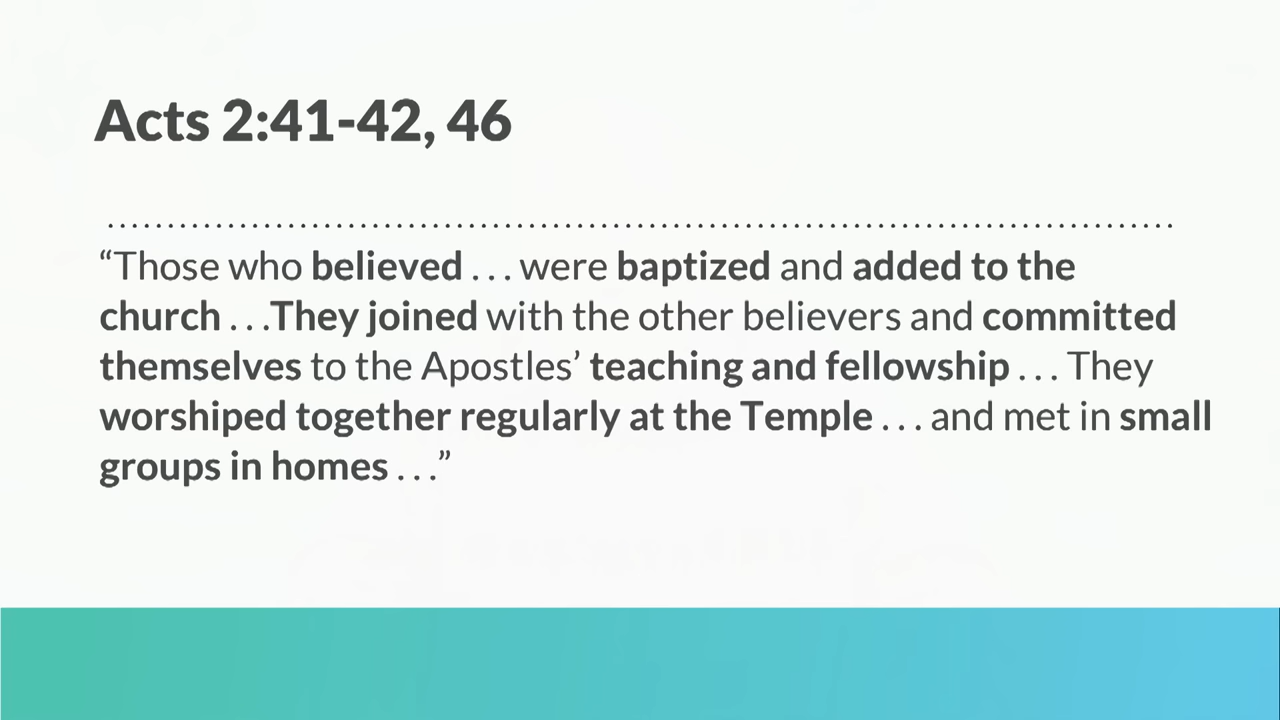 Acts 2:41-42, 46
“Those who believed . . . were baptized and added to the
church . . .They joined with the other believers and committed
themselves to the Apostles’ teaching and fellowship . . . They
worshiped together regularly at the Temple . . . and met in small
groups in homes . . .”